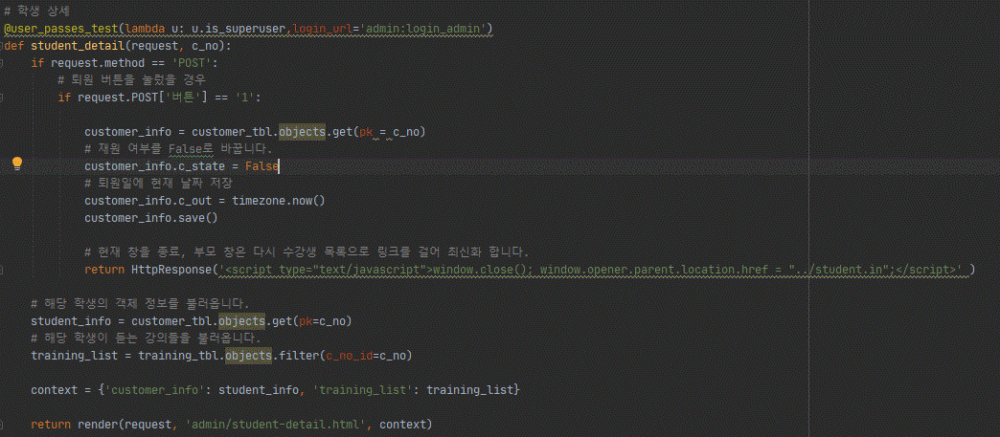 # 학생 상세
@user_passes_test(lambda u: u.is_superuser,login_url='admin:login_admin')
def student_detail(request, c_no):
    if request.method == 'POST':
        # 퇴원 버튼을 눌렀을 경우
        if request.POST['버튼'] == '1':
            customer_info = customer_tbl.objects.get(pk = c_no)
            # 재원 여부를 False로 바꿉니다.
            customer_info.c_state = False
            # 퇴원일에 현재 날짜 저장
            customer_info.c_out = timezone.now()
            customer_info.save()
            # 현재 창을 종료, 부모 창은 다시 수강생 목록으로 링크를 걸어 최신화 합니다.
            return HttpResponse('<script type="text/javascript">window.close(); window.opener.parent.location.href = "../student.in";</script>' )
    # 해당 학생의 객체 정보를 불러옵니다.
    student_info = customer_tbl.objects.get(pk=c_no)
    # 해당 학생이 듣는 강의들을 불러옵니다.
    training_list = training_tbl.objects.filter(c_no_id=c_no)
    context = {'customer_info': student_info, 'training_list': training_list}
    return render(request, 'admin/student-detail.html', context)